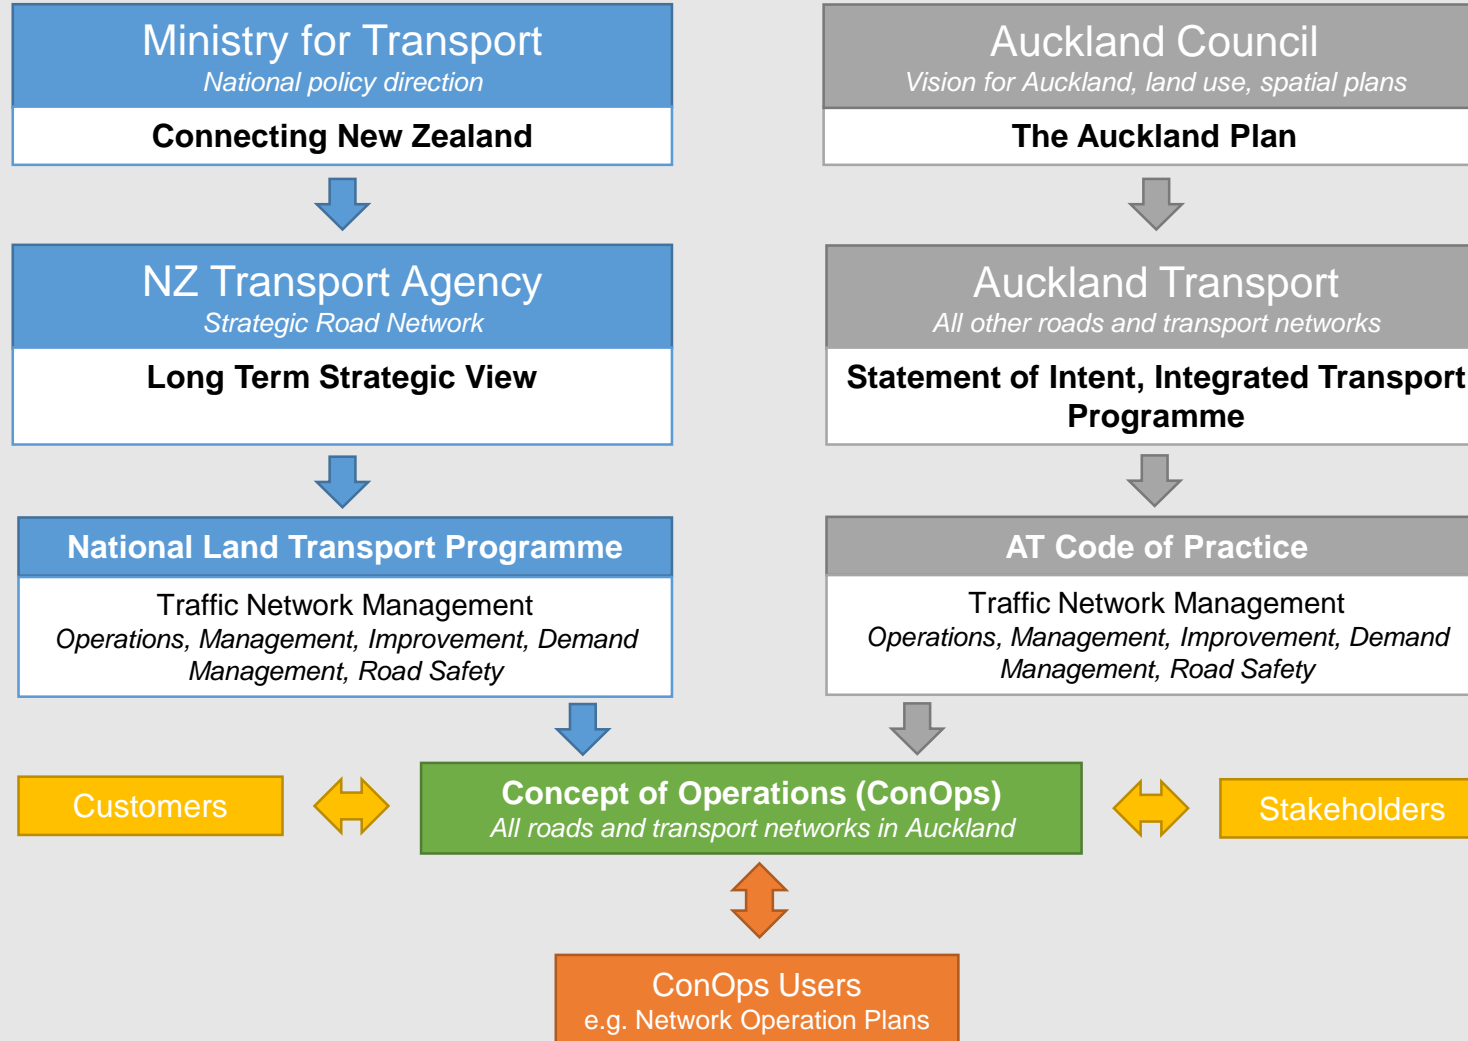 Ministry for Transport
National policy direction
Connecting New Zealand
Auckland Council
Vision for Auckland, land use, spatial plans
The Auckland Plan
NZ Transport Agency
Strategic Road Network
Long Term Strategic View
Auckland Transport
All other roads and transport networks
Statement of Intent, Integrated Transport
Programme
National Land Transport Programme
Traffic Network Management
Operations, Management, Improvement, Demand
Management, Road Safety
AT Code of Practice
Traffic Network Management
Operations, Management, Improvement, Demand
Management, Road Safety
Customers
Concept of Operations (ConOps)
All roads and transport networks in Auckland
Stakeholders
ConOps Users
e.g. Network Operation Plans